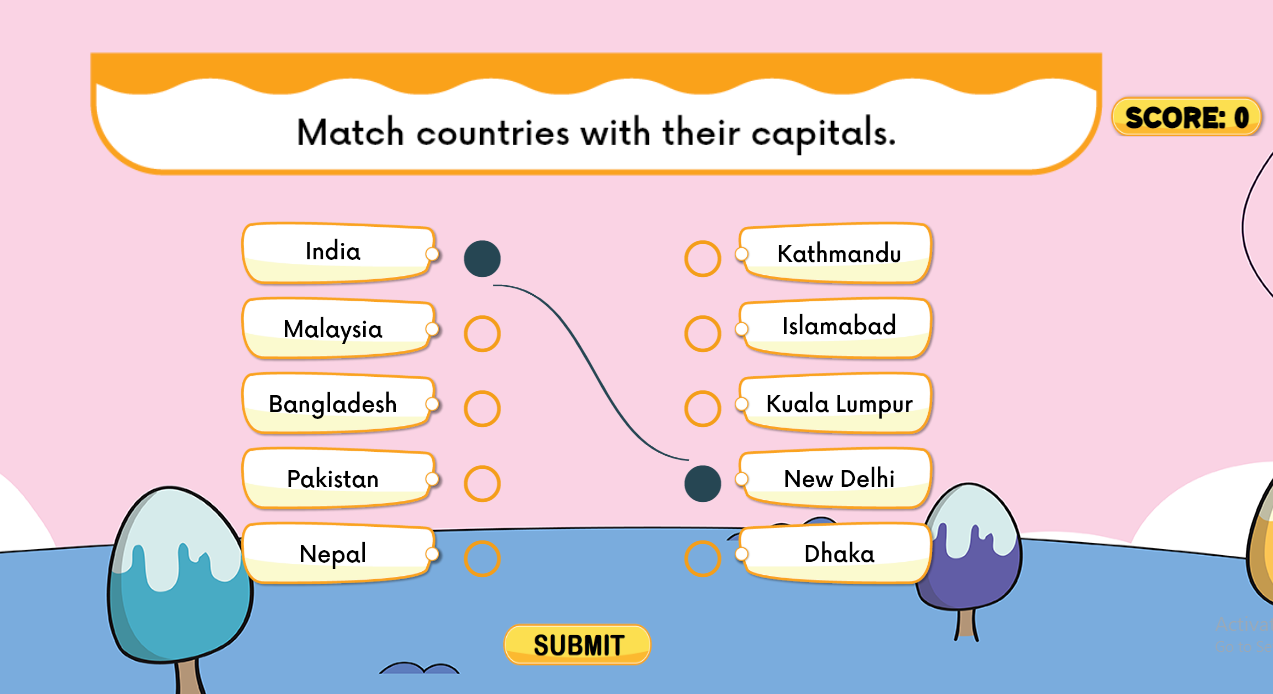 Match countries with their capitals.
SCORE: 0
India
Kathmandu
Malaysia
Islamabad
Bangladesh
Kuala Lumpur
Pakistan
New Delhi
Nepal
Dhaka
SUBMIT